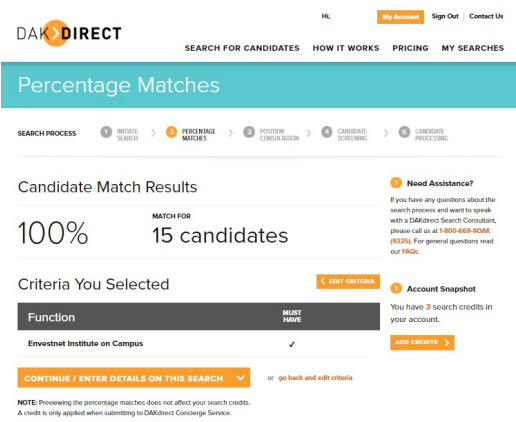 Hi,
My Account
Sign Out
Contact Us
DAK DIRECT
SEARCH FOR CANDIDATES
HOW IT WORKS
PRICING
MY SEARCHES
Percentage Matches
SEARCH PROCESS
1 INITIATE
SEARCH
2 PERCENTAGE
MATCHES
3 POSITION
CONSULTATION
4 CANDIDATE
SCREENING
5 CANDIDATE
PROCESSING
Candidate Match Results
100%
MATCH FOR
15 candidates
Criteria You Selected
EDIT CRITERIA
Function
MUST
HAVE
Envestnet Institute on Campus ✓
CONTINUE / ENTER DETAILS ON THIS SEARCH
or go back and edit criteria
NOTE: Previewing the percentage matches does not affect your search credits.
A credit is only applied when submitting to DAKdirect Concierge Service.
Need Assistance?
If you have any questions about the
search process and want to speak
with a DAKdirect Search Consultant,
please call us at 1-800-669-9DAK
(9325). For general questions read
our FAQs.
Account Snapshot
You have 3 search credits in
your account.
ADD CREDITS